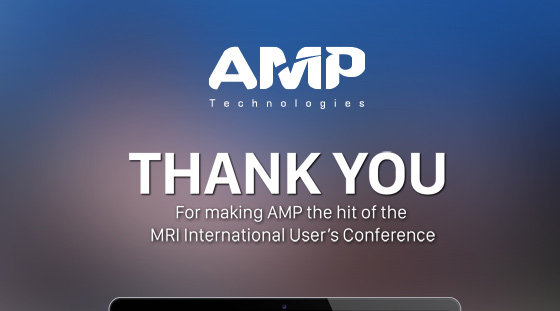 AMP
Technologies
THANK YOU
For making AMP the hit of the
MRI International User's Conference